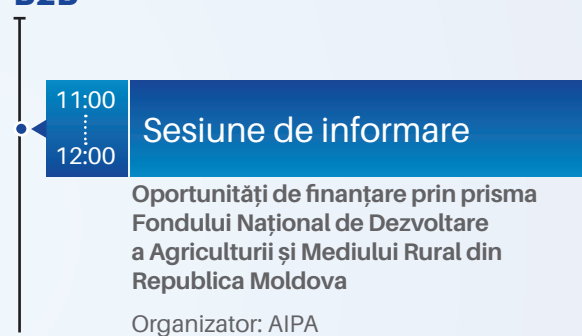 B2B
11:00
12:00
Sesiune de informare
Oportunități de finanțare prin prisma
Fondului Național de Dezvoltare
a Agriculturii și Mediului Rural din
Republica Moldova
Organizator: AIPA